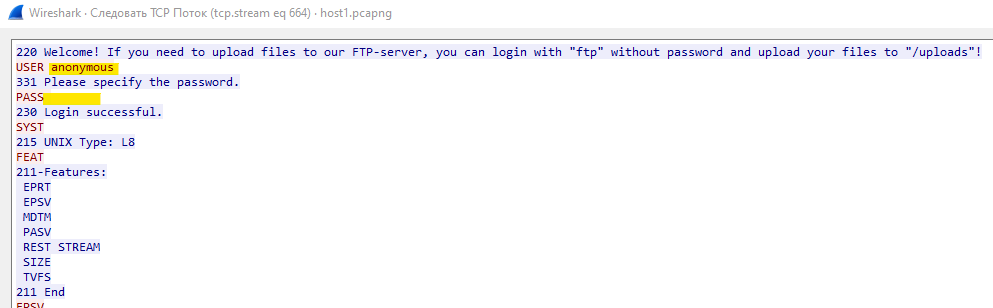 Wireshark · Следовать TCP Поток (tcp.stream eq 664) · host1.pcapng
220 Welcome! If you need to upload files to our FTP-server, you can login with "ftp" without password and upload your files to "/uploads"!
USER anonymous
331 Please specify the password.
PASS
230 Login successful.
SYST
215 UNIX Type: L8
FEAT
211-Features:
EPRT
EPSV
MDTM
PASV
REST STREAM
SIZE
TVFS
211 End
EPSV